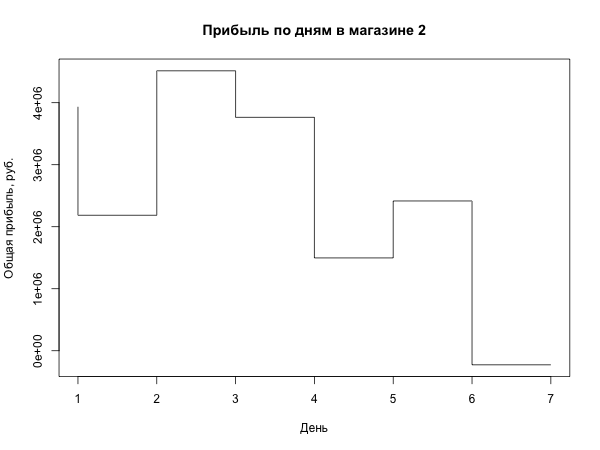 Прибыль по дням в магазине 2
Общая прибыль, руб.
4e+06
3e+06
2e+06
1e+06
0e+00
1 2 3 4 5 6 7
День